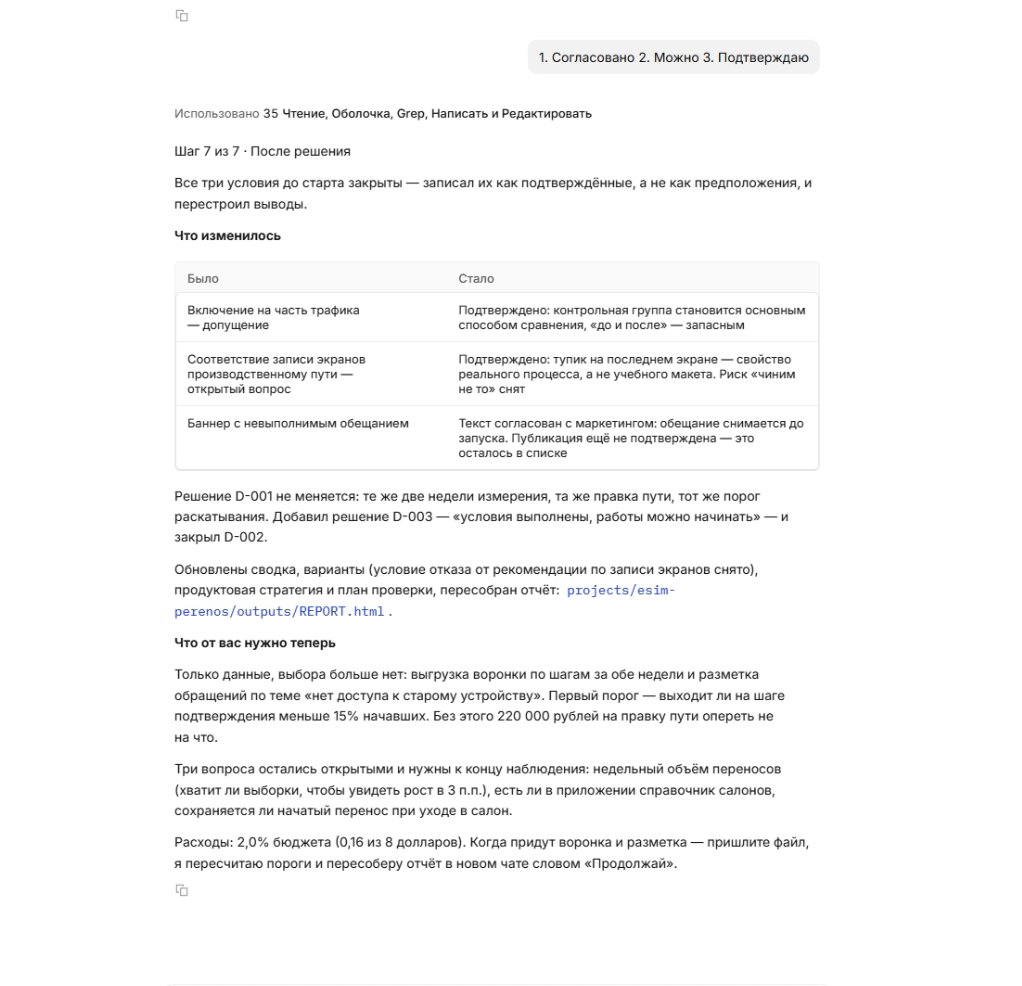 1. Согласовано 2. Можно 3. Подтверждаю
Использовано 35 Чтение, Оболочка, Grep, Написать и Редактировать
Шаг 7 из 7 · После решения
Все три условия до старта закрыты — записал их как подтверждённые, а не как предположения, и
перестроил выводы.
Что изменилось
Было
Стало
Включение на часть трафика
— допущение
Подтверждено: контрольная группа становится основным
способом сравнения, «до и после» — запасным
Соответствие записи экранов
производственному пути —
открытый вопрос
Подтверждено: тупик на последнем экране — свойство
реального процесса, а не учебного макета. Риск «чиним
не то» снят
Баннер с невыполнимым обещанием
Текст согласован с маркетингом: обещание снимается до
запуска. Публикация ещё не подтверждена — это
осталось в списке
Решение D-001 не меняется: те же две недели измерения, та же правка пути, тот же порог
раскатывания. Добавил решение D-003 — «условия выполнены, работы можно начинать» — и
закрыл D-002.
Обновлены сводка, варианты (условие отказа от рекомендации по записи экранов снято),
продуктовая стратегия и план проверки, пересобран отчёт: projects/esim-
perenos/outputs/REPORT.html .
Что от вас нужно теперь
Только данные, выбора больше нет: выгрузка воронки по шагам за обе недели и разметка
обращений по теме «нет доступа к старому устройству». Первый порог — выходит ли на шаге
подтверждения меньше 15% начавших. Без этого 220 000 рублей на правку пути опереть не
на что.
Три вопроса остались открытыми и нужны к концу наблюдения: недельный объём переносов
(хватит ли выборки, чтобы увидеть рост в 3 п.п.), есть ли в приложении справочник салонов,
сохраняется ли начатый перенос при уходе в салон.
Расходы: 2,0% бюджета (0,16 из 8 долларов). Когда придут воронка и разметка — пришлите файл,
я пересчитаю пороги и пересоберу отчёт в новом чате словом «Продолжай».